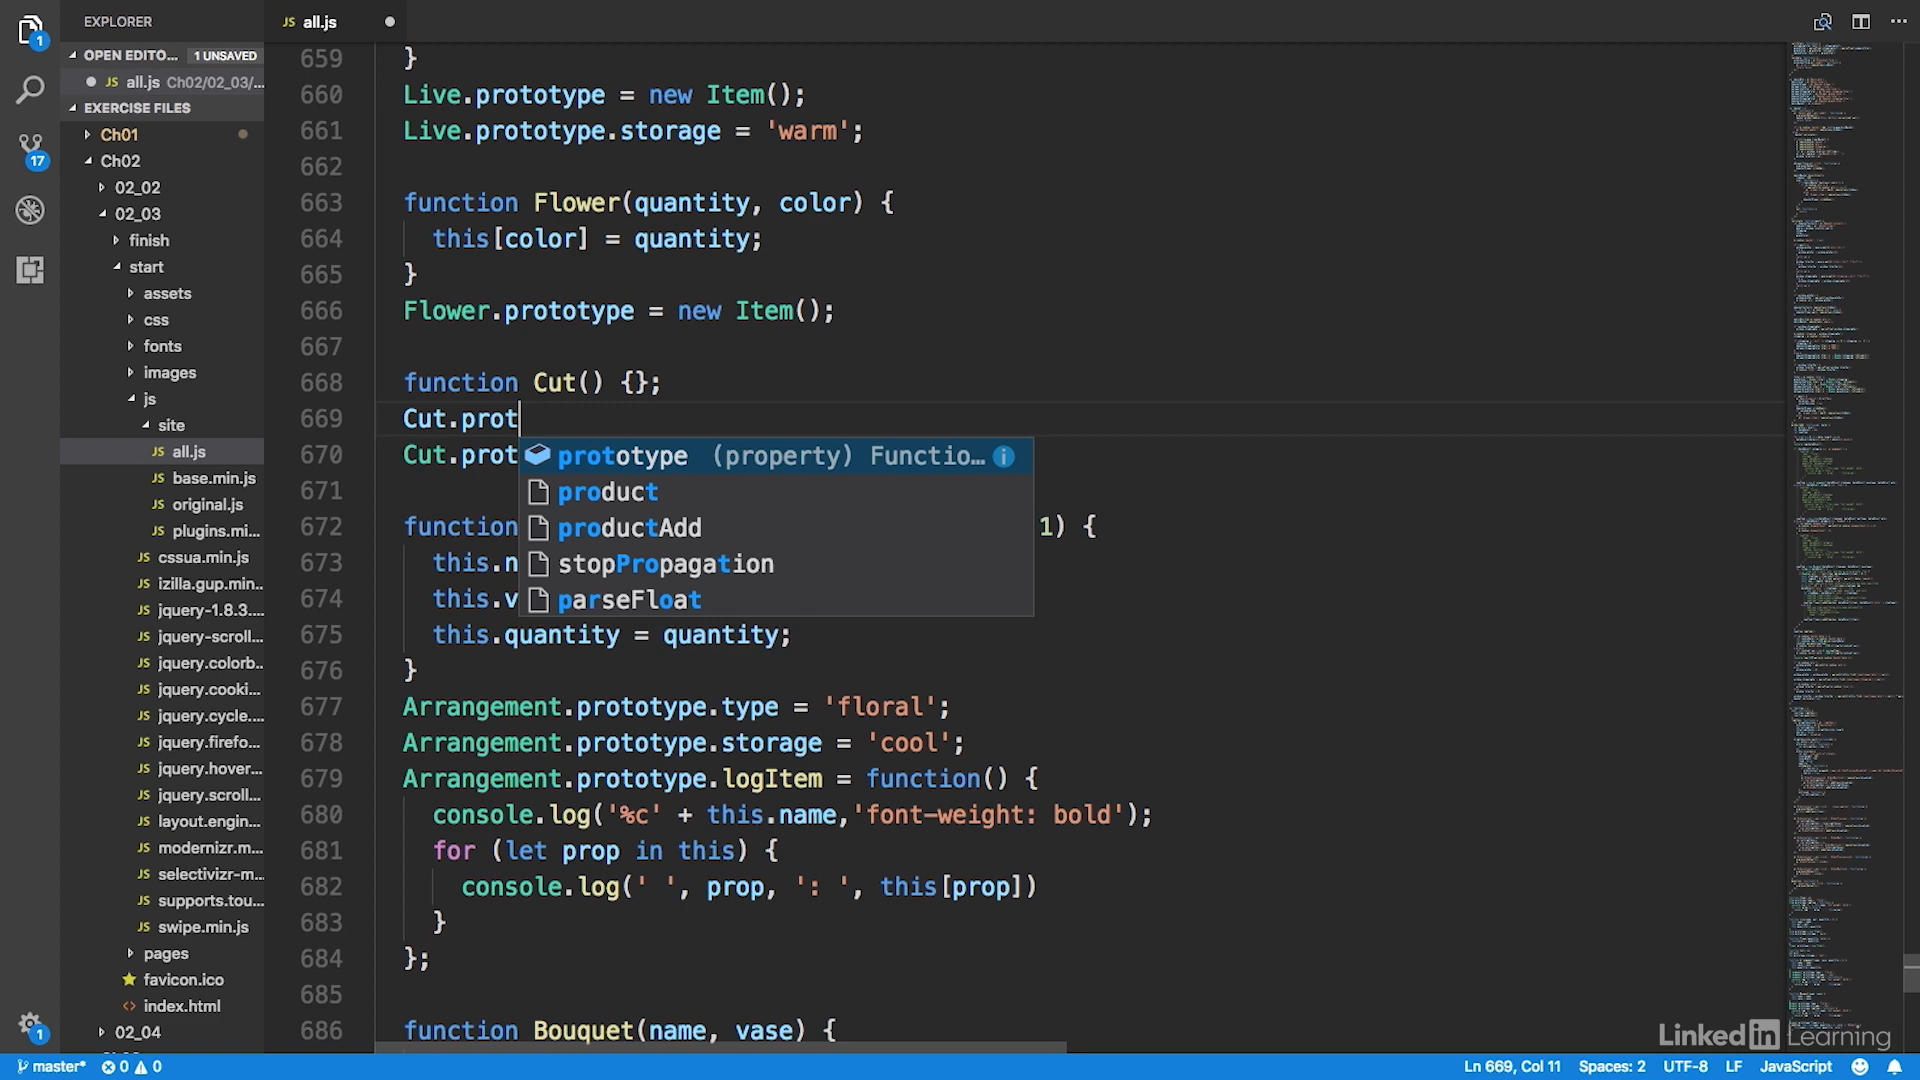 EXPLORER
OPEN EDITO... 1 UNSAVED
JS all.js Ch02/02_03/...
EXERCISE FILES
Ch01
Ch02
02_02
02_03
finish
start
assets
css
fonts
images
js
site
JS all.js
JS base.min.js
JS original.js
JS plugins.mi...
JS cssua.min.js
JS izilla.gup.min...
JS jquery-1.8.3....
JS jquery-scroll...
JS jquery.colorb...
JS jquery.cooki...
JS jquery.cycle....
JS jquery.firefo...
JS jquery.hover...
JS jquery.scroll...
JS layout.engin...
JS modernizr.m...
JS selectivizr-m...
JS supports.tou...
JS swipe.min.js
pages
favicon.ico
<> index.html
02_04
1
17
1
JS all.js
659 }
660 Live.prototype = new Item();
661 Live.prototype.storage = 'warm';
662
663 function Flower(quantity, color) {
664 this[color] = quantity;
665 }
666 Flower.prototype = new Item();
667
668 function Cut() {};
669 Cut.prot
670 Cut.prot
prototype (property) Functio...
product
productAdd
stopPropagation
parseFloat
671
672 function 1) {
673 this.n
674 this.v
675 this.quantity = quantity;
676 }
677 Arrangement.prototype.type = 'floral';
678 Arrangement.prototype.storage = 'cool';
679 Arrangement.prototype.logItem = function() {
680 console.log('%c' + this.name,'font-weight: bold');
681 for (let prop in this) {
682 console.log(' ', prop, ': ', this[prop])
683 }
684 };
685
686 function Bouquet(name, vase) {
LinkedIn Learning
master* 0 0 Ln 669, Col 11 Spaces: 2 UTF-8 LF JavaScript